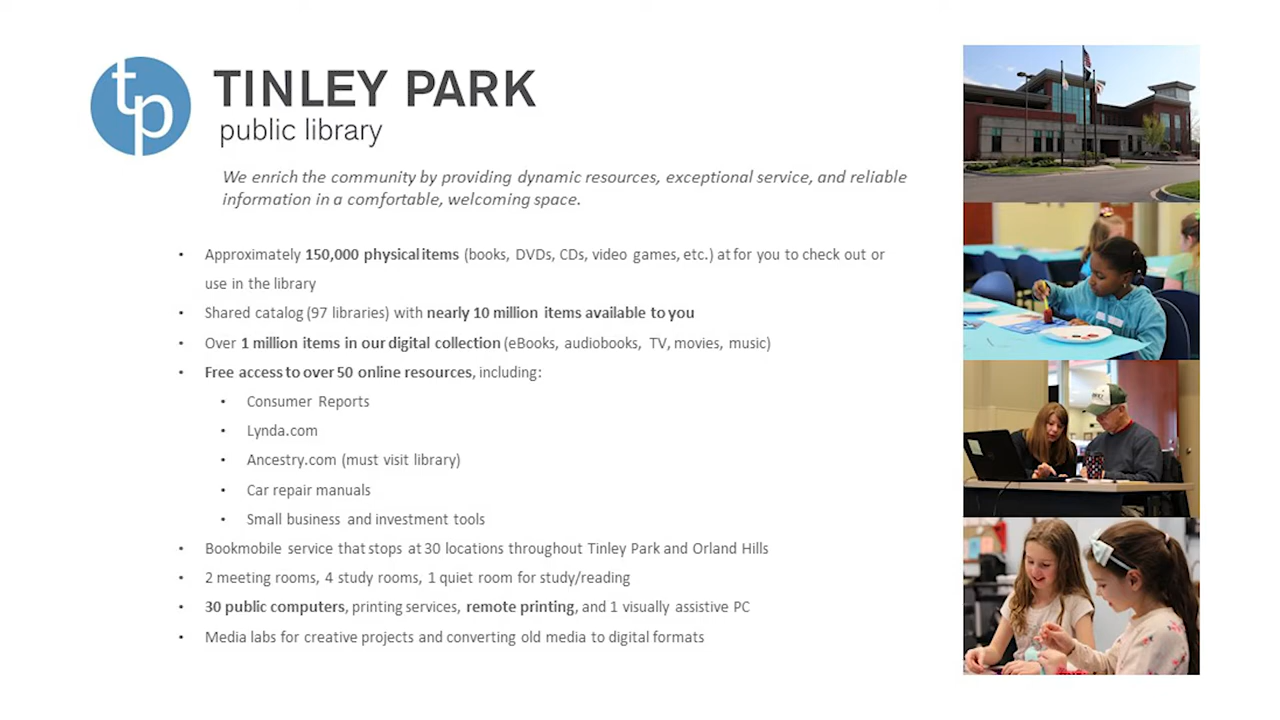 tp
TINLEY PARK
public library
We enrich the community by providing dynamic resources, exceptional service, and reliable
information in a comfortable, welcoming space.
• Approximately 150,000 physical items (books, DVDs, CDs, video games, etc.) at for you to check out or
use in the library
• Shared catalog (97 libraries) with nearly 10 million items available to you
• Over 1 million items in our digital collection (eBooks, audiobooks, TV, movies, music)
• Free access to over 50 online resources, including:
• Consumer Reports
• Lynda.com
• Ancestry.com (must visit library)
• Car repair manuals
• Small business and investment tools
• Bookmobile service that stops at 30 locations throughout Tinley Park and Orland Hills
• 2 meeting rooms, 4 study rooms, 1 quiet room for study/reading
• 30 public computers, printing services, remote printing, and 1 visually assistive PC
• Media labs for creative projects and converting old media to digital formats